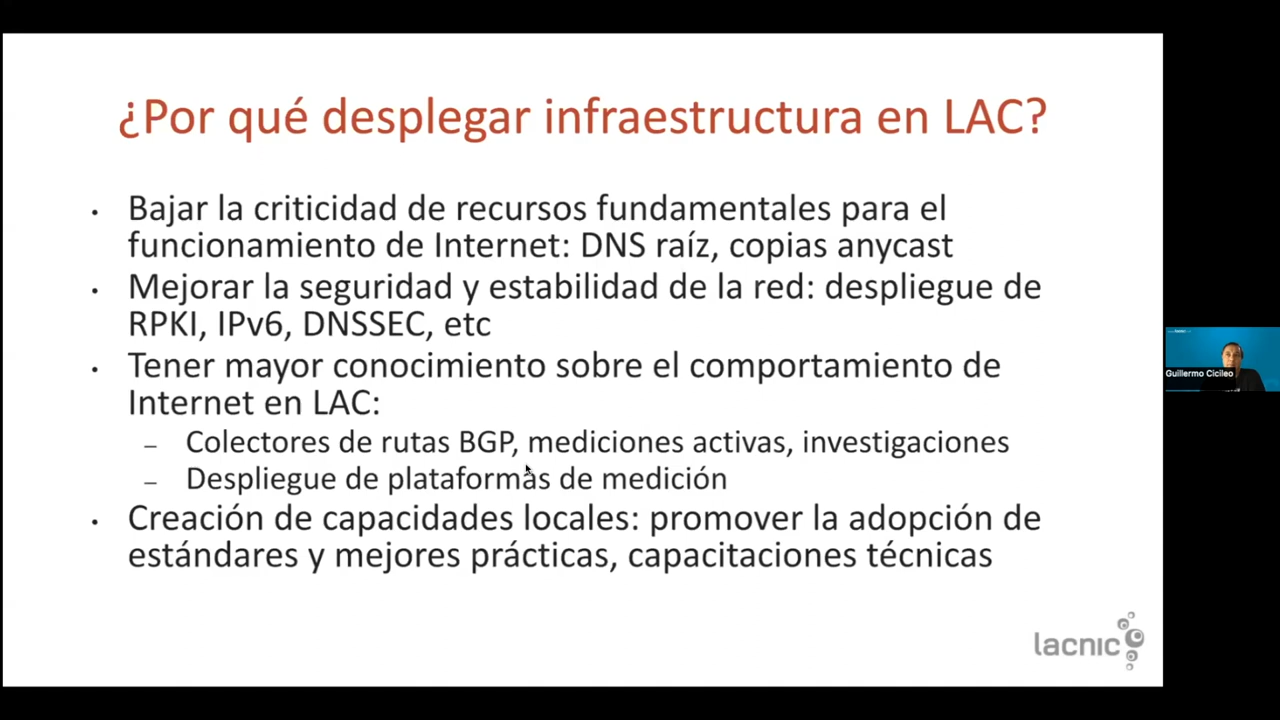 ¿Por qué desplegar infraestructura en LAC?
• Bajar la criticidad de recursos fundamentales para el
funcionamiento de Internet: DNS raíz, copias anycast
• Mejorar la seguridad y estabilidad de la red: despliegue de
RPKI, IPv6, DNSSEC, etc
• Tener mayor conocimiento sobre el comportamiento de
Internet en LAC:
– Colectores de rutas BGP, mediciones activas, investigaciones
– Despliegue de plataformas de medición
• Creación de capacidades locales: promover la adopción de
estándares y mejores prácticas, capacitaciones técnicas
lacnic
Guillermo Cicileo